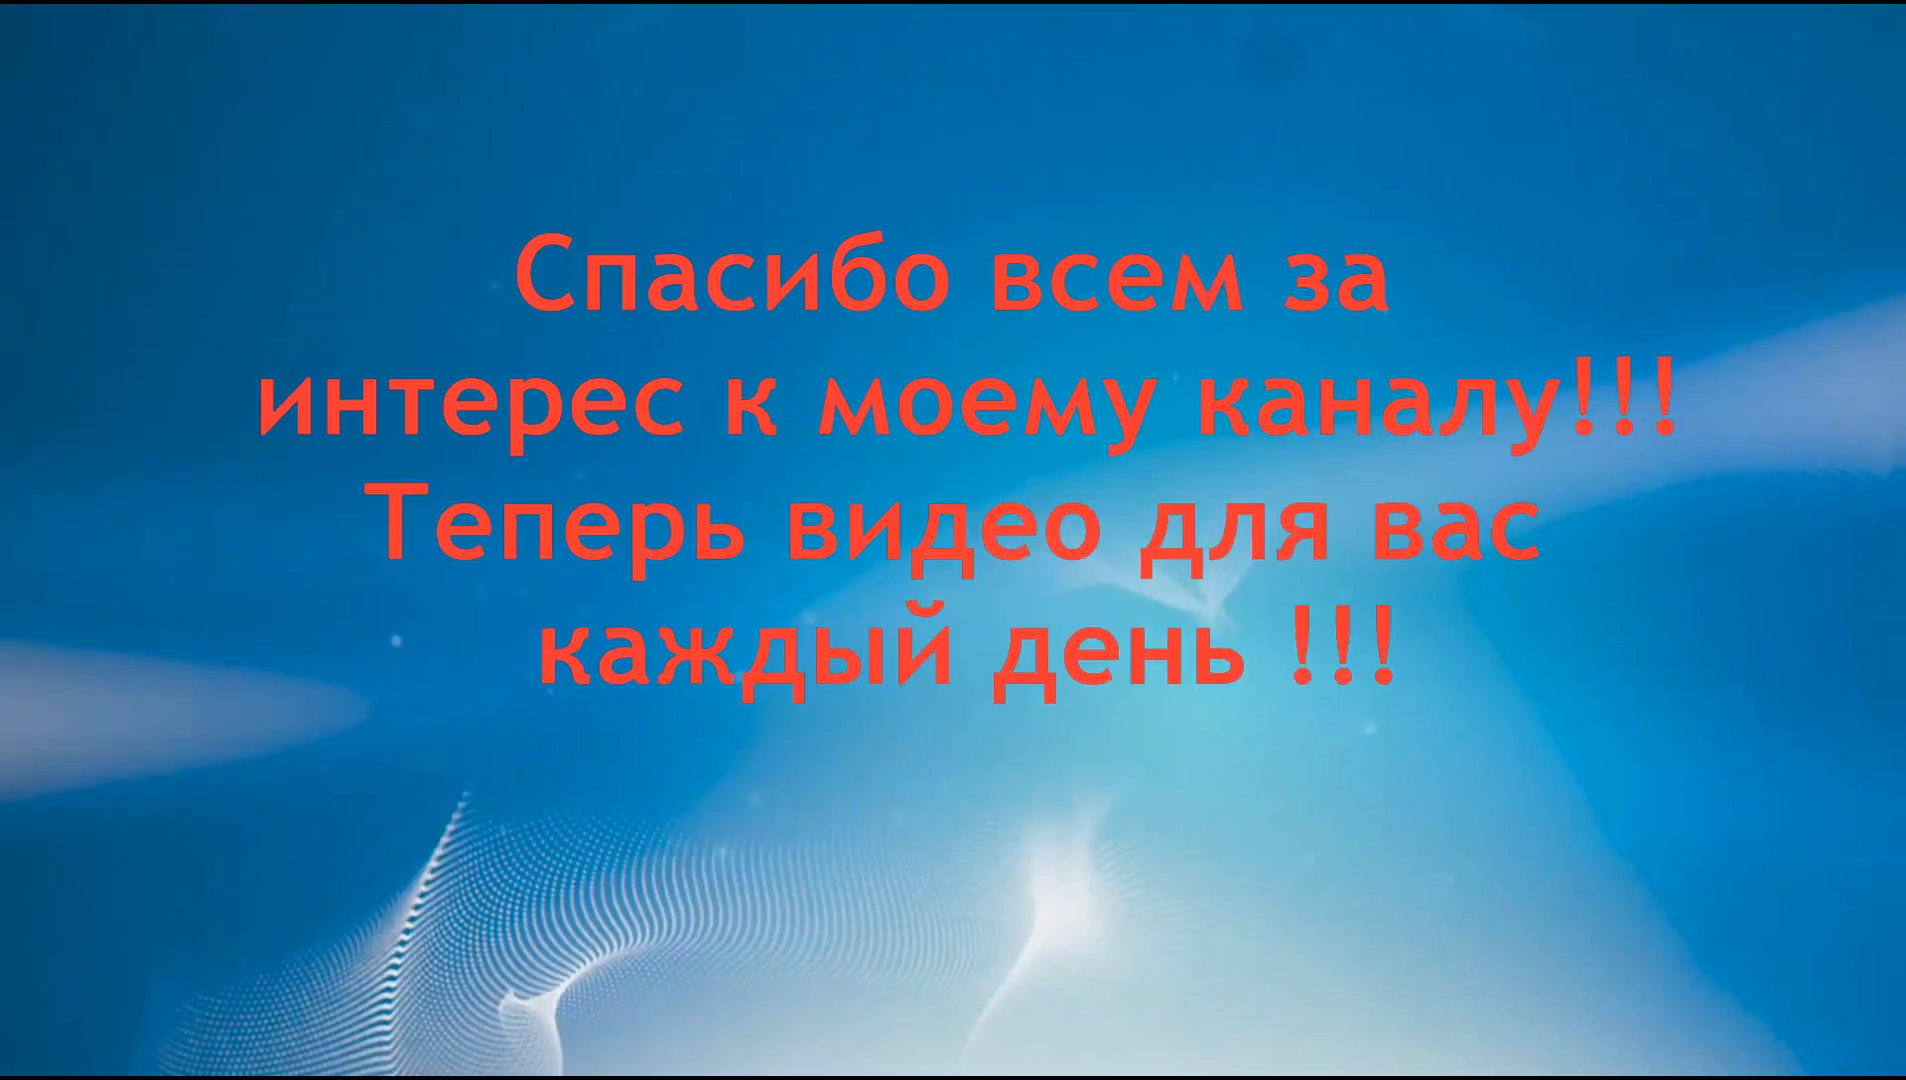 Спасибо всем за
интерес к моему каналу!!!
Теперь видео для вас
каждый день !!!